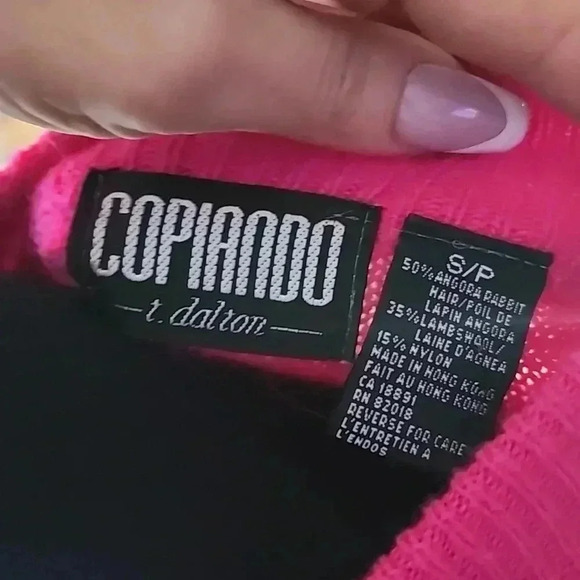 COPIANDO
t. dalton
S/P
50% ANGORA RABBIT
HAIR/POIL DE
LAPIN ANGORA
35% LAMBSWOOL/
LAINE D'AGNEA
15% NYLON
MADE IN HONG KONG
FAIT AU HONG KONG
CA 18891
RN 82018
REVERSE FOR CARE
L'ENTRETIEN A
L'ENDOS